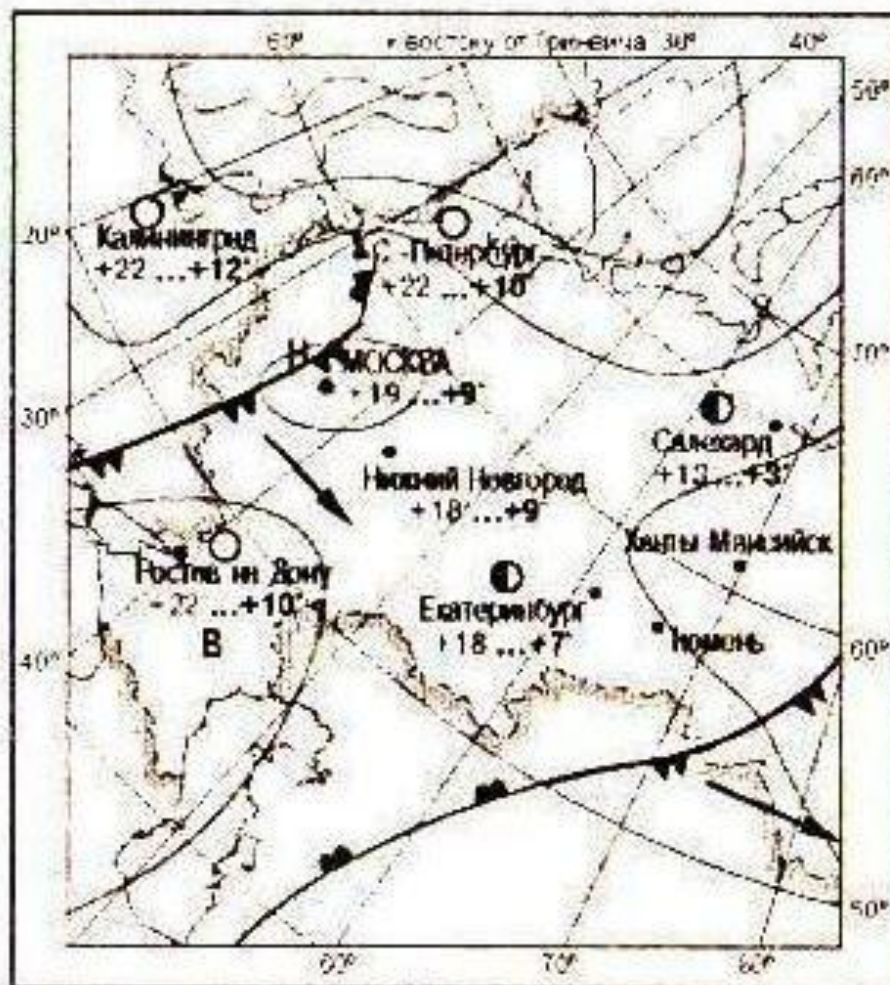 60° к востоку от Гринвича 30° 40°
50°
60°
20°
Калининград
+22 ...+12°
С.-Петербург
+22 ...+10
70°
Н МОСКВА
+19 ...+9°
30°
Салехард
+13 ...+3°
Нижний Новгород
+18 ...+9
Ханты Мансийск
Ростов на Дону
+22 ...+10°
Екатеринбург
+18 ...+7°
Тюмень
В
40°
60°
50°
60° 70° 80°